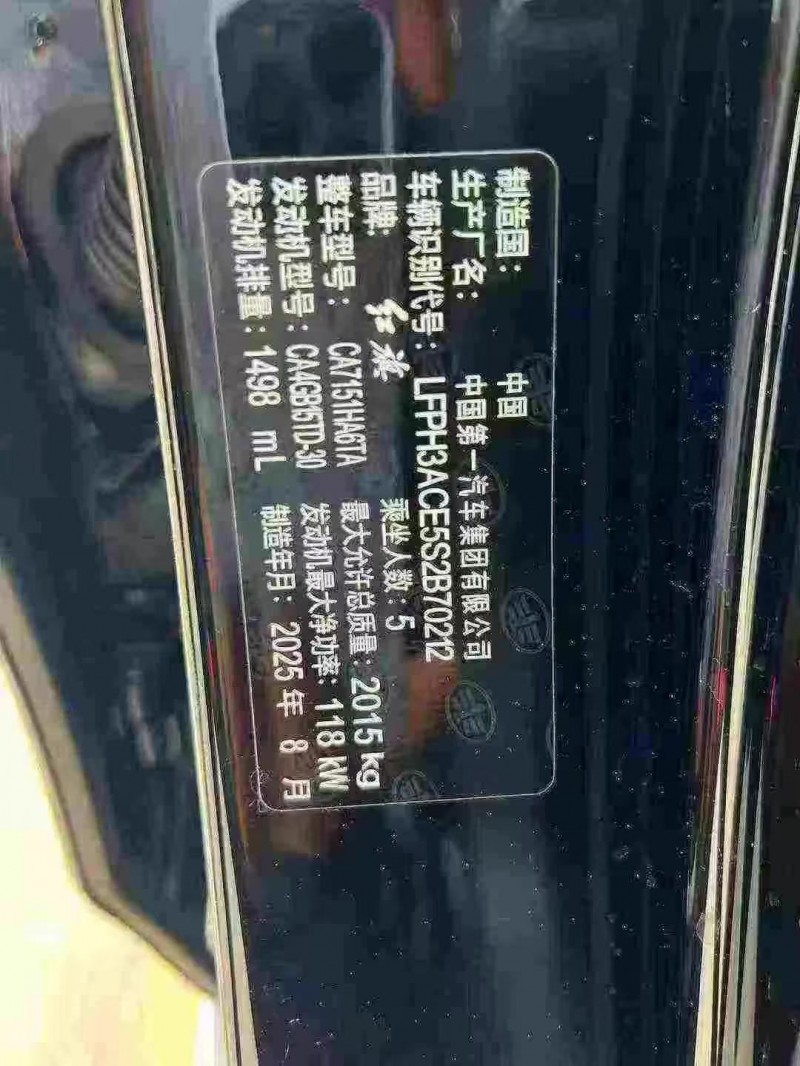 制造国: 中国
生产厂名: 中国第一汽车集团有限公司
车辆识别代号: LFPH3ACE5S2B70212
品牌: 红旗 乘坐人数: 5
整车型号: CA7151HA6TA 最大允许总质量: 2015 kg
发动机型号: CA4GB15TD-30 发动机最大净功率: 118 kW
发动机排量: 1498 mL 制造年月: 2025 年 8 月